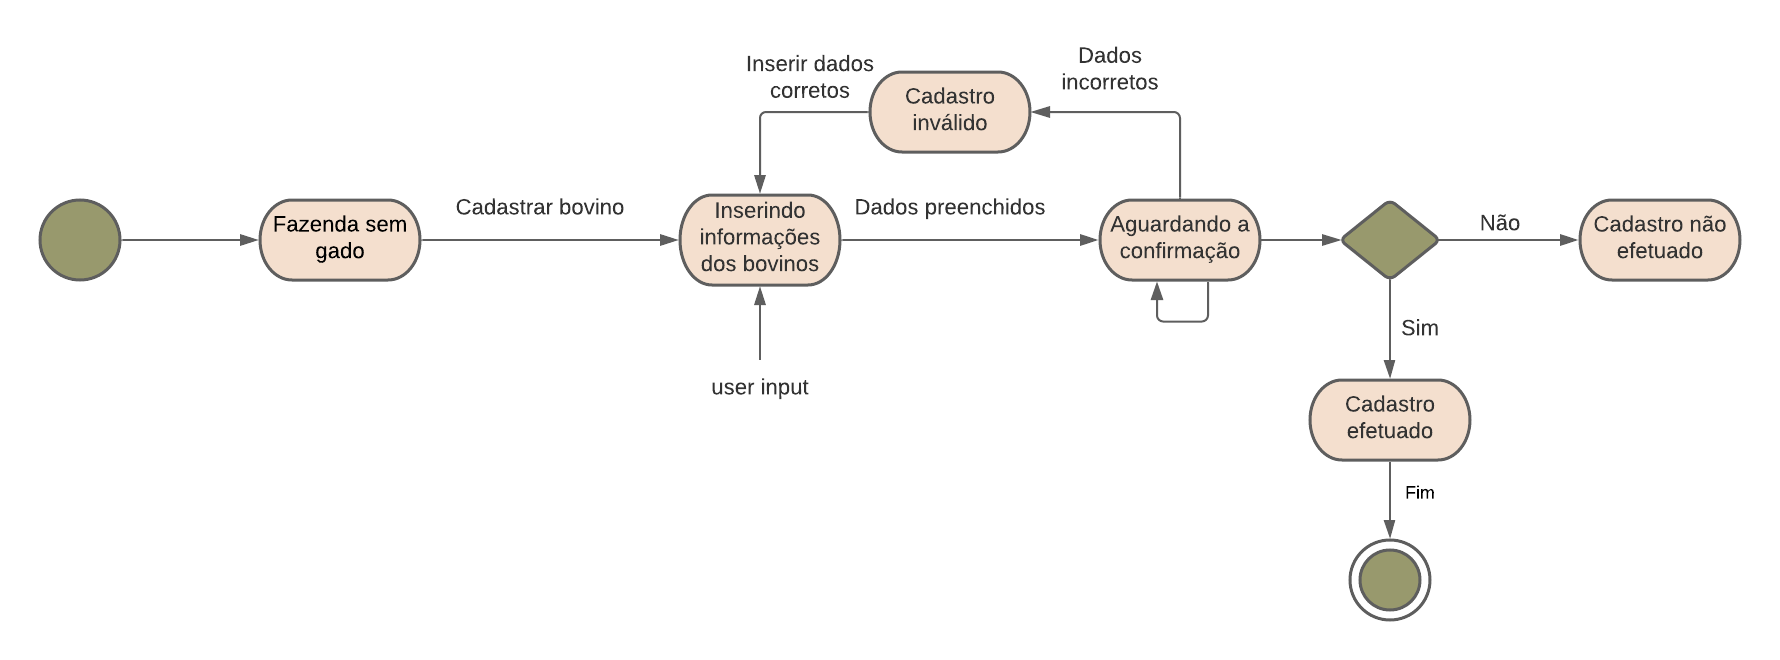 Inserir dados
corretos
Cadastro
inválido
Dados
incorretos
Fazenda sem
gado
Cadastrar bovino
Inserindo
informações
dos bovinos
Dados preenchidos
Aguardando a
confirmação
Não
Cadastro não
efetuado
user input
Sim
Cadastro
efetuado
Fim